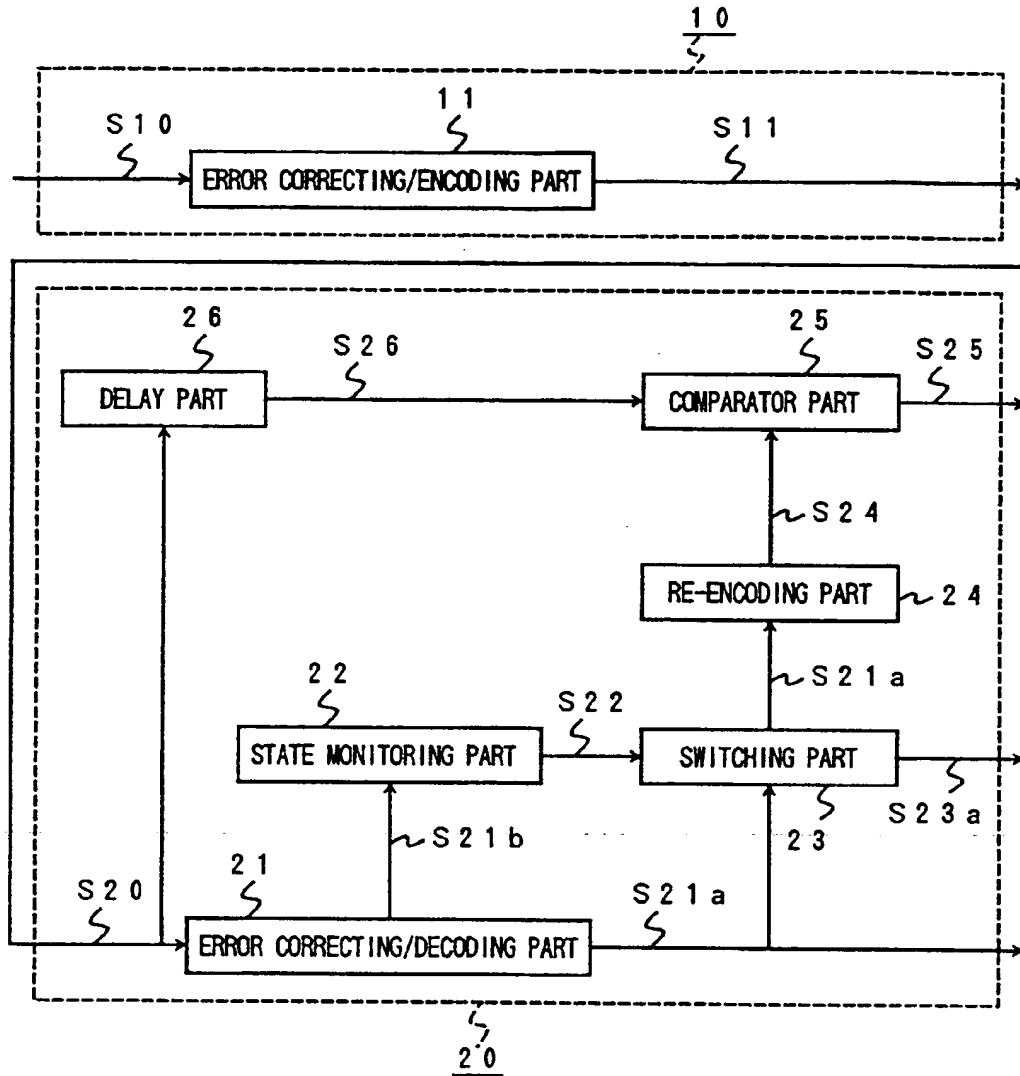 10
11
S10
S11
ERROR CORRECTING/ENCODING PART
26
S26
25
S25
DELAY PART
COMPARATOR PART
S24
RE-ENCODING PART
24
S21a
22
S22
STATE MONITORING PART
SWITCHING PART
S23a
S21b
23
21
S20
S21a
ERROR CORRECTING/DECODING PART
20